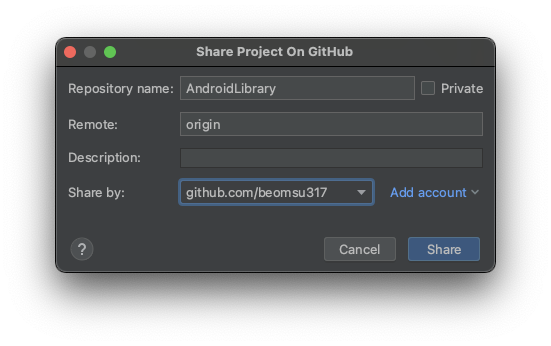 Share Project On GitHub
Repository name: AndroidLibrary Private
Remote: origin
Description:
Share by: github.com/beomsu317 Add account
? Cancel Share